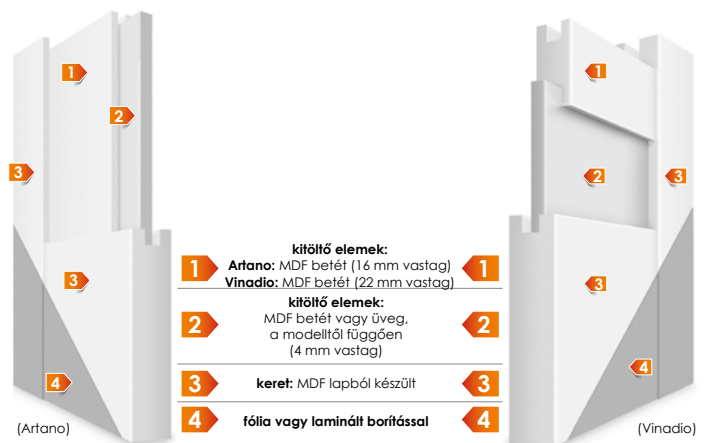 1
2
3
3
4
(Artano)
1
2
3
3
4
(Vinadio)
1
kitöltő elemek:
Artano: MDF betét (16 mm vastag)
Vinadio: MDF betét (22 mm vastag)
1
2
kitöltő elemek:
MDF betét vagy üveg,
a modelltől függően
(4 mm vastag)
2
3
keret: MDF lapból készült
3
4
fólia vagy laminált borítással
4